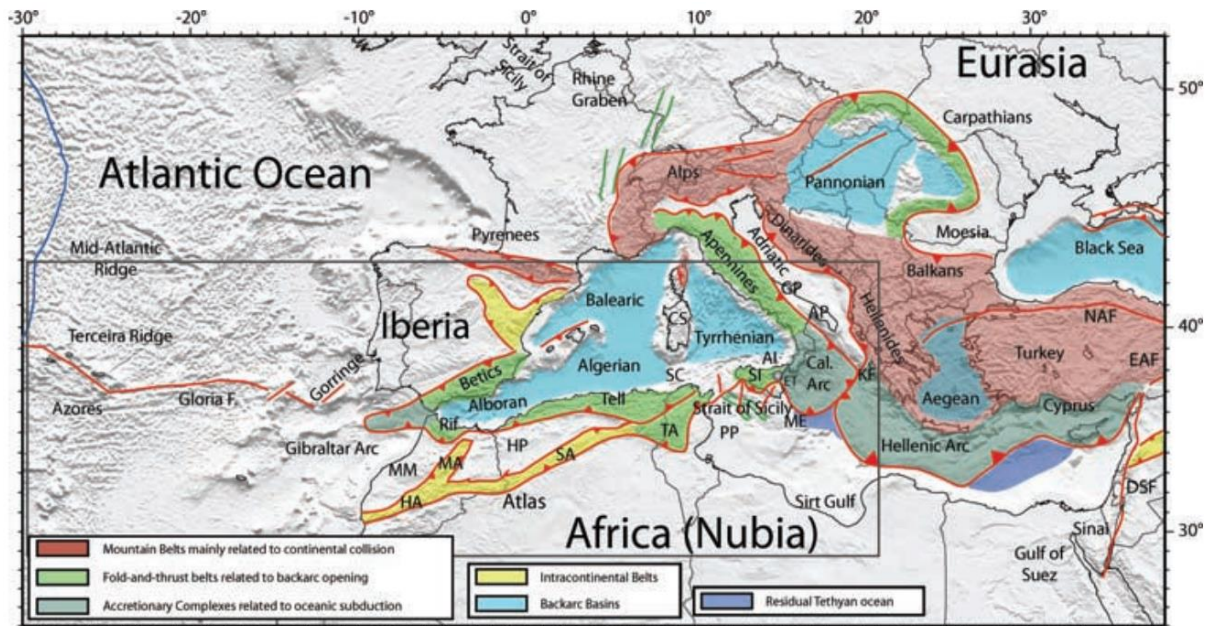 -30°
-20°
-10°
0°
10°
20°
30°
Eurasia
50°
Strait of
Sicily
Rhine
Graben
Carpathians
Atlantic Ocean
Alps
Pannonian
Mid-Atlantic
Ridge
Pyrenees
Dinarides
Adriatic
Apennines
Moesia
Black Sea
Balkans
GP
AP
Hellanides
Balearic
CS
Tyrrhenian
Iberia
NAF
40°
Terceira Ridge
Turkey
EAF
Algerian
AI
SI
ET
Cal.
Arc
KF
SC
Gorringe
Betics
Azores
Gloria F.
Alboran
Tell
Strait of Sicily
Aegean
Cyprus
Rif
ME
Gibraltar Arc
HP
TA
PP
Hellenic Arc
MM
MA
SA
HA
Atlas
Sirt Gulf
DSF
Africa (Nubia)
Sinai
30°
Gulf of
Suez
Mountain Belts mainly related to continental collision
Fold-and-thrust belts related to backarc opening
Accretionary Complexes related to oceanic subduction
Intracontinental Belts
Backarc Basins
Residual Tethyan ocean